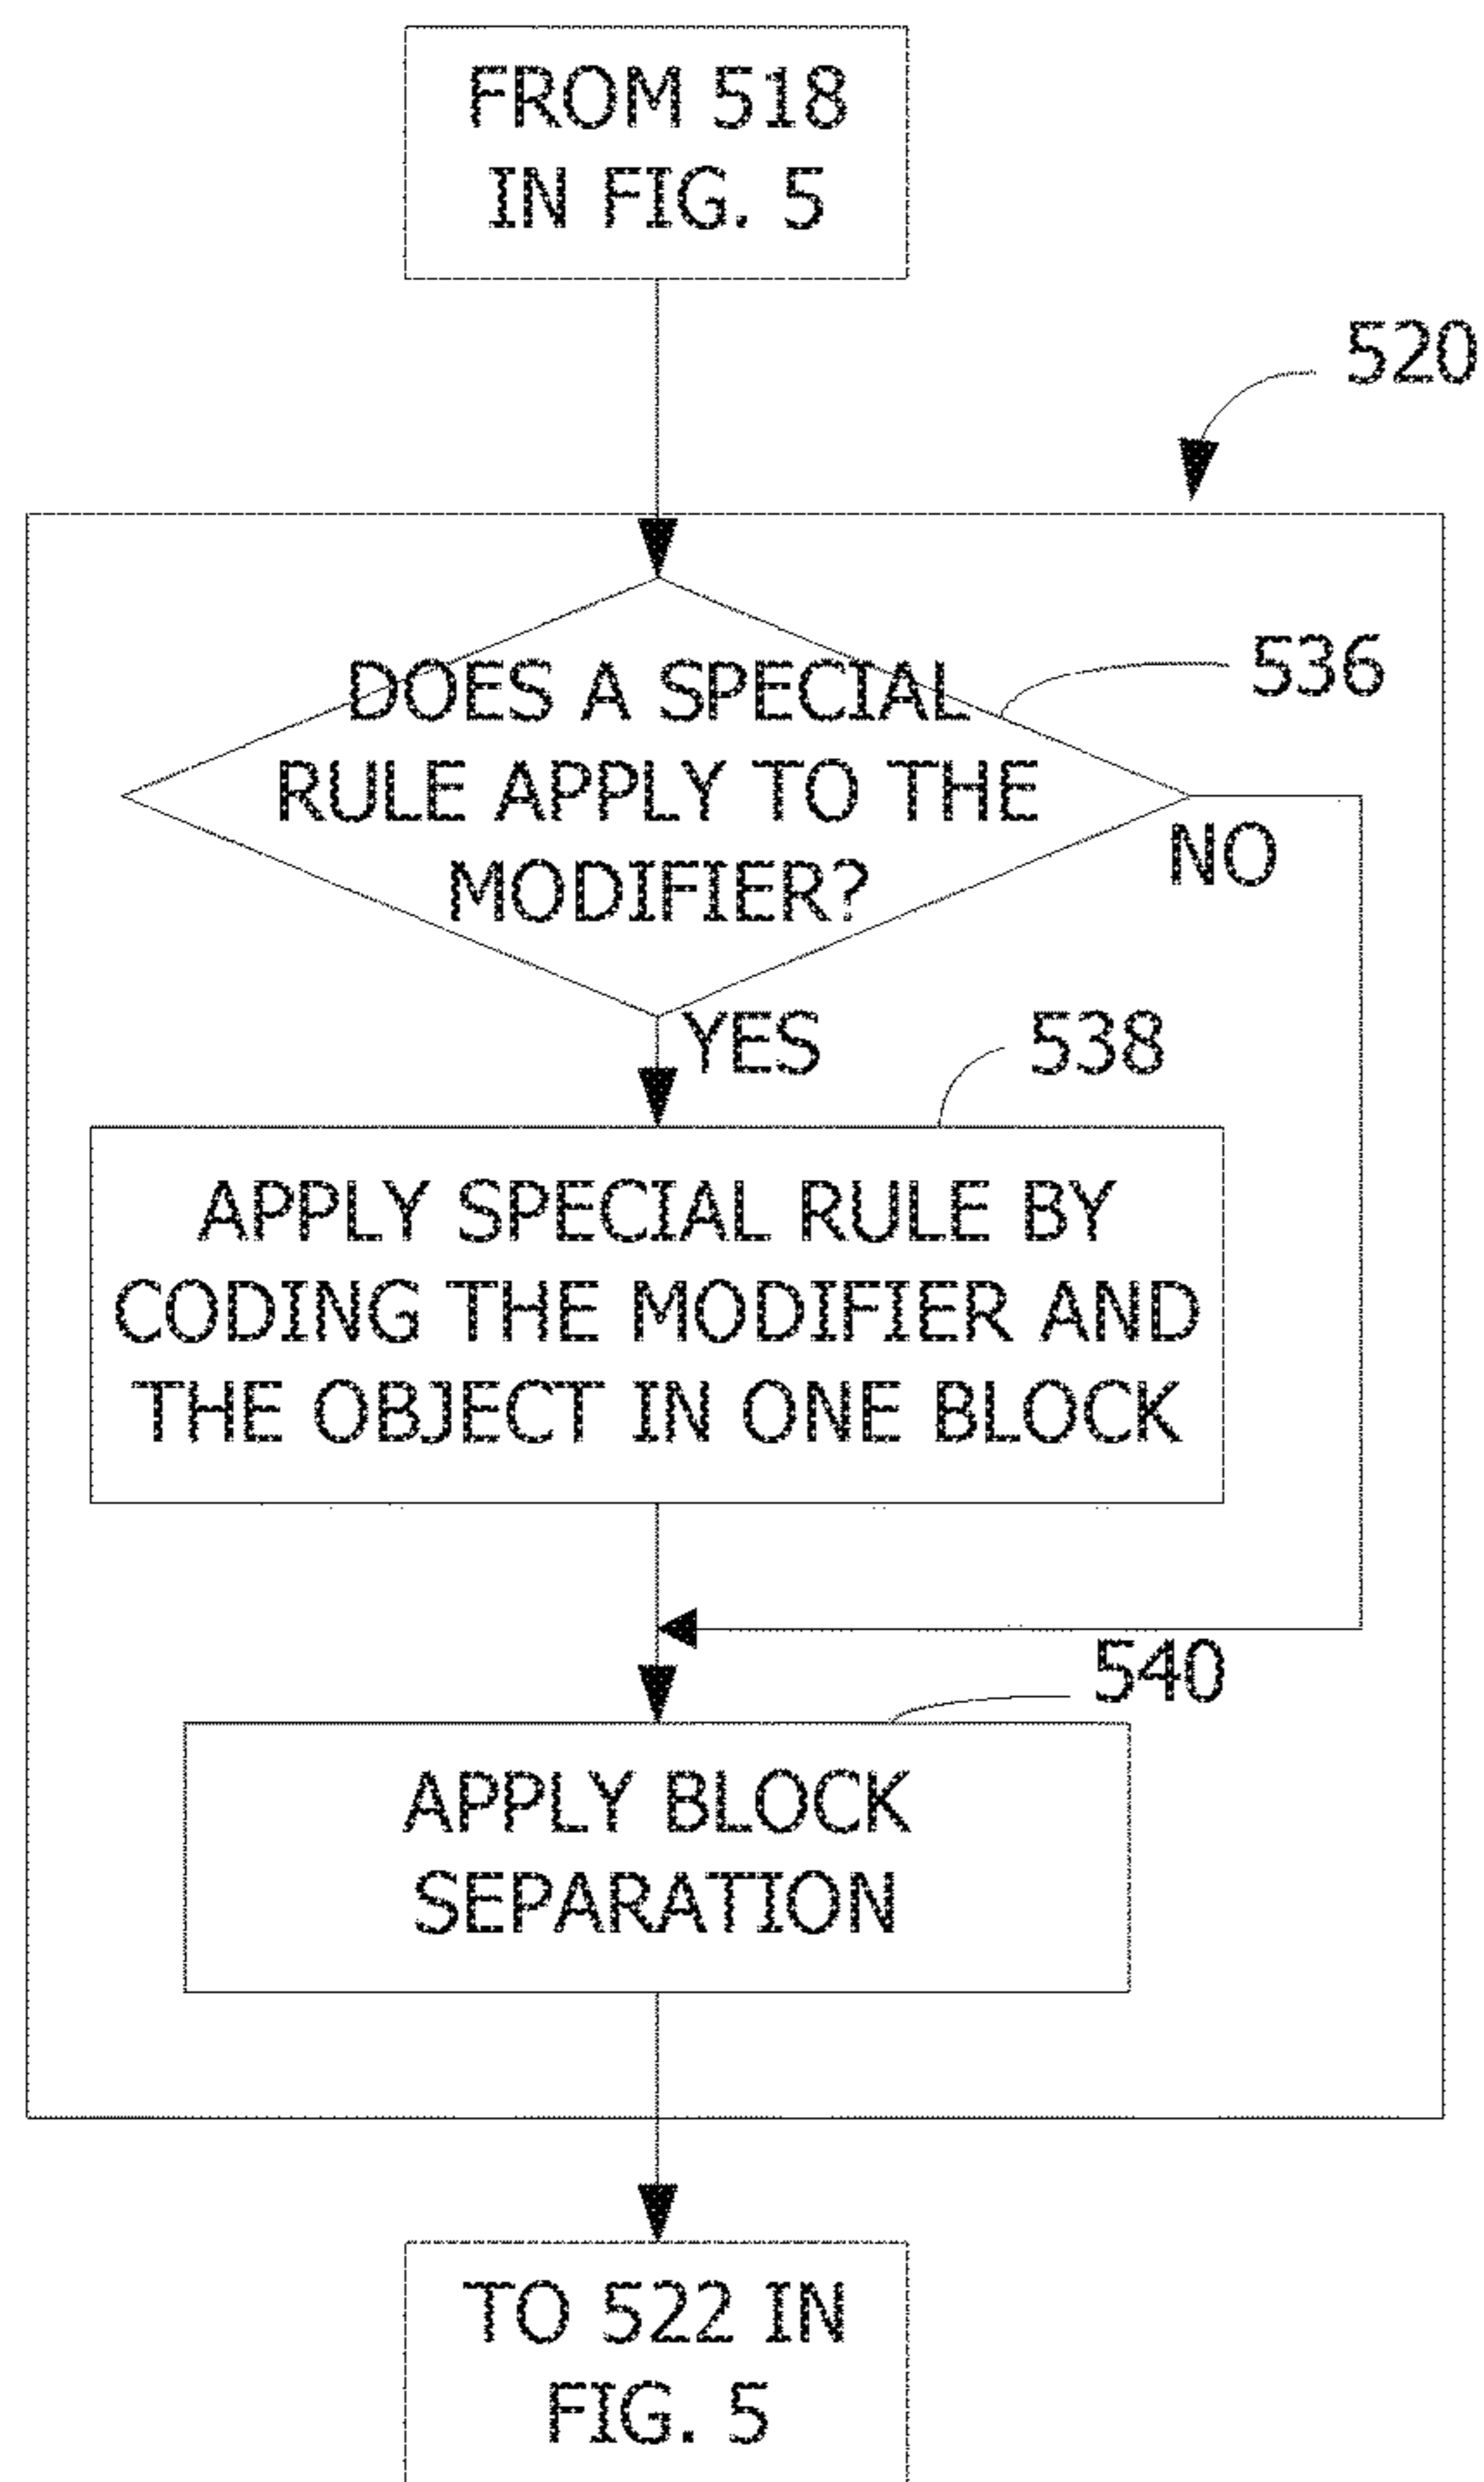 FROM 518
IN FIG. 5
520
DOES A SPECIAL
RULE APPLY TO THE
MODIFIER?
536
NO
YES
538
APPLY SPECIAL RULE BY
CODING THE MODIFIER AND
THE OBJECT IN ONE BLOCK
540
APPLY BLOCK
SEPARATION
TO 522 IN
FIG. 5